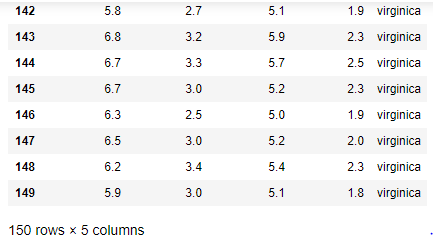 142 5.8 2.7 5.1 1.9 virginica
143 6.8 3.2 5.9 2.3 virginica
144 6.7 3.3 5.7 2.5 virginica
145 6.7 3.0 5.2 2.3 virginica
146 6.3 2.5 5.0 1.9 virginica
147 6.5 3.0 5.2 2.0 virginica
148 6.2 3.4 5.4 2.3 virginica
149 5.9 3.0 5.1 1.8 virginica
150 rows × 5 columns .